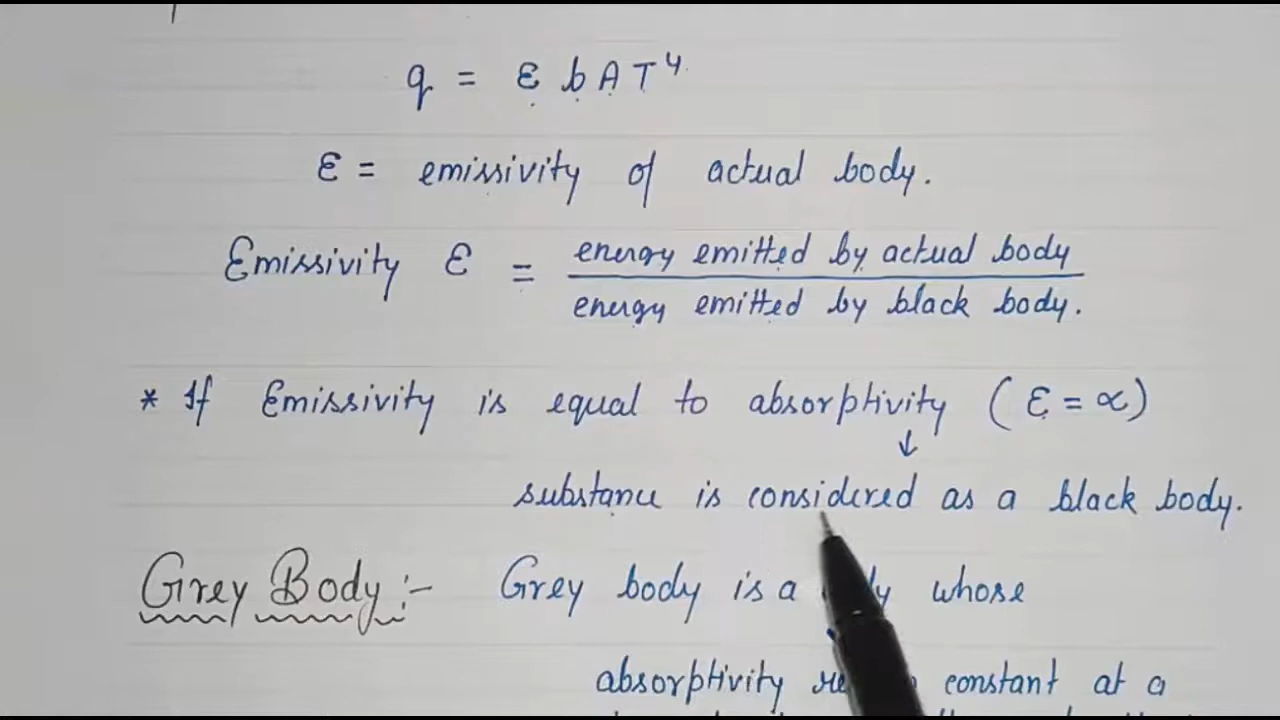 q = ε b A T⁴
ε = emissivity of actual body.
Emissivity ε = energy emitted by actual body
energy emitted by black body.
* If Emissivity is equal to absorptivity (ε = ∝)
↓
substance is considered as a black body.
Grey Body :- Grey body is a whose
absorptivity constant at a